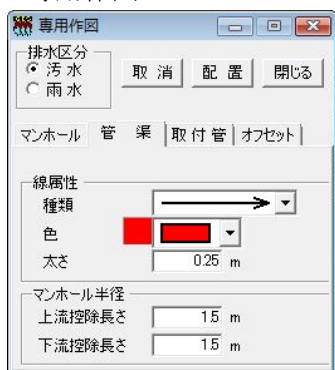 専用作図
排水区分
汚 水
雨 水
取 消 配 置 閉じる
マンホール 管 渠 取付管 オフセット
線属性
種類
色
太さ 0.25 m
マンホール半径
上流控除長さ 1.5 m
下流控除長さ 1.5 m